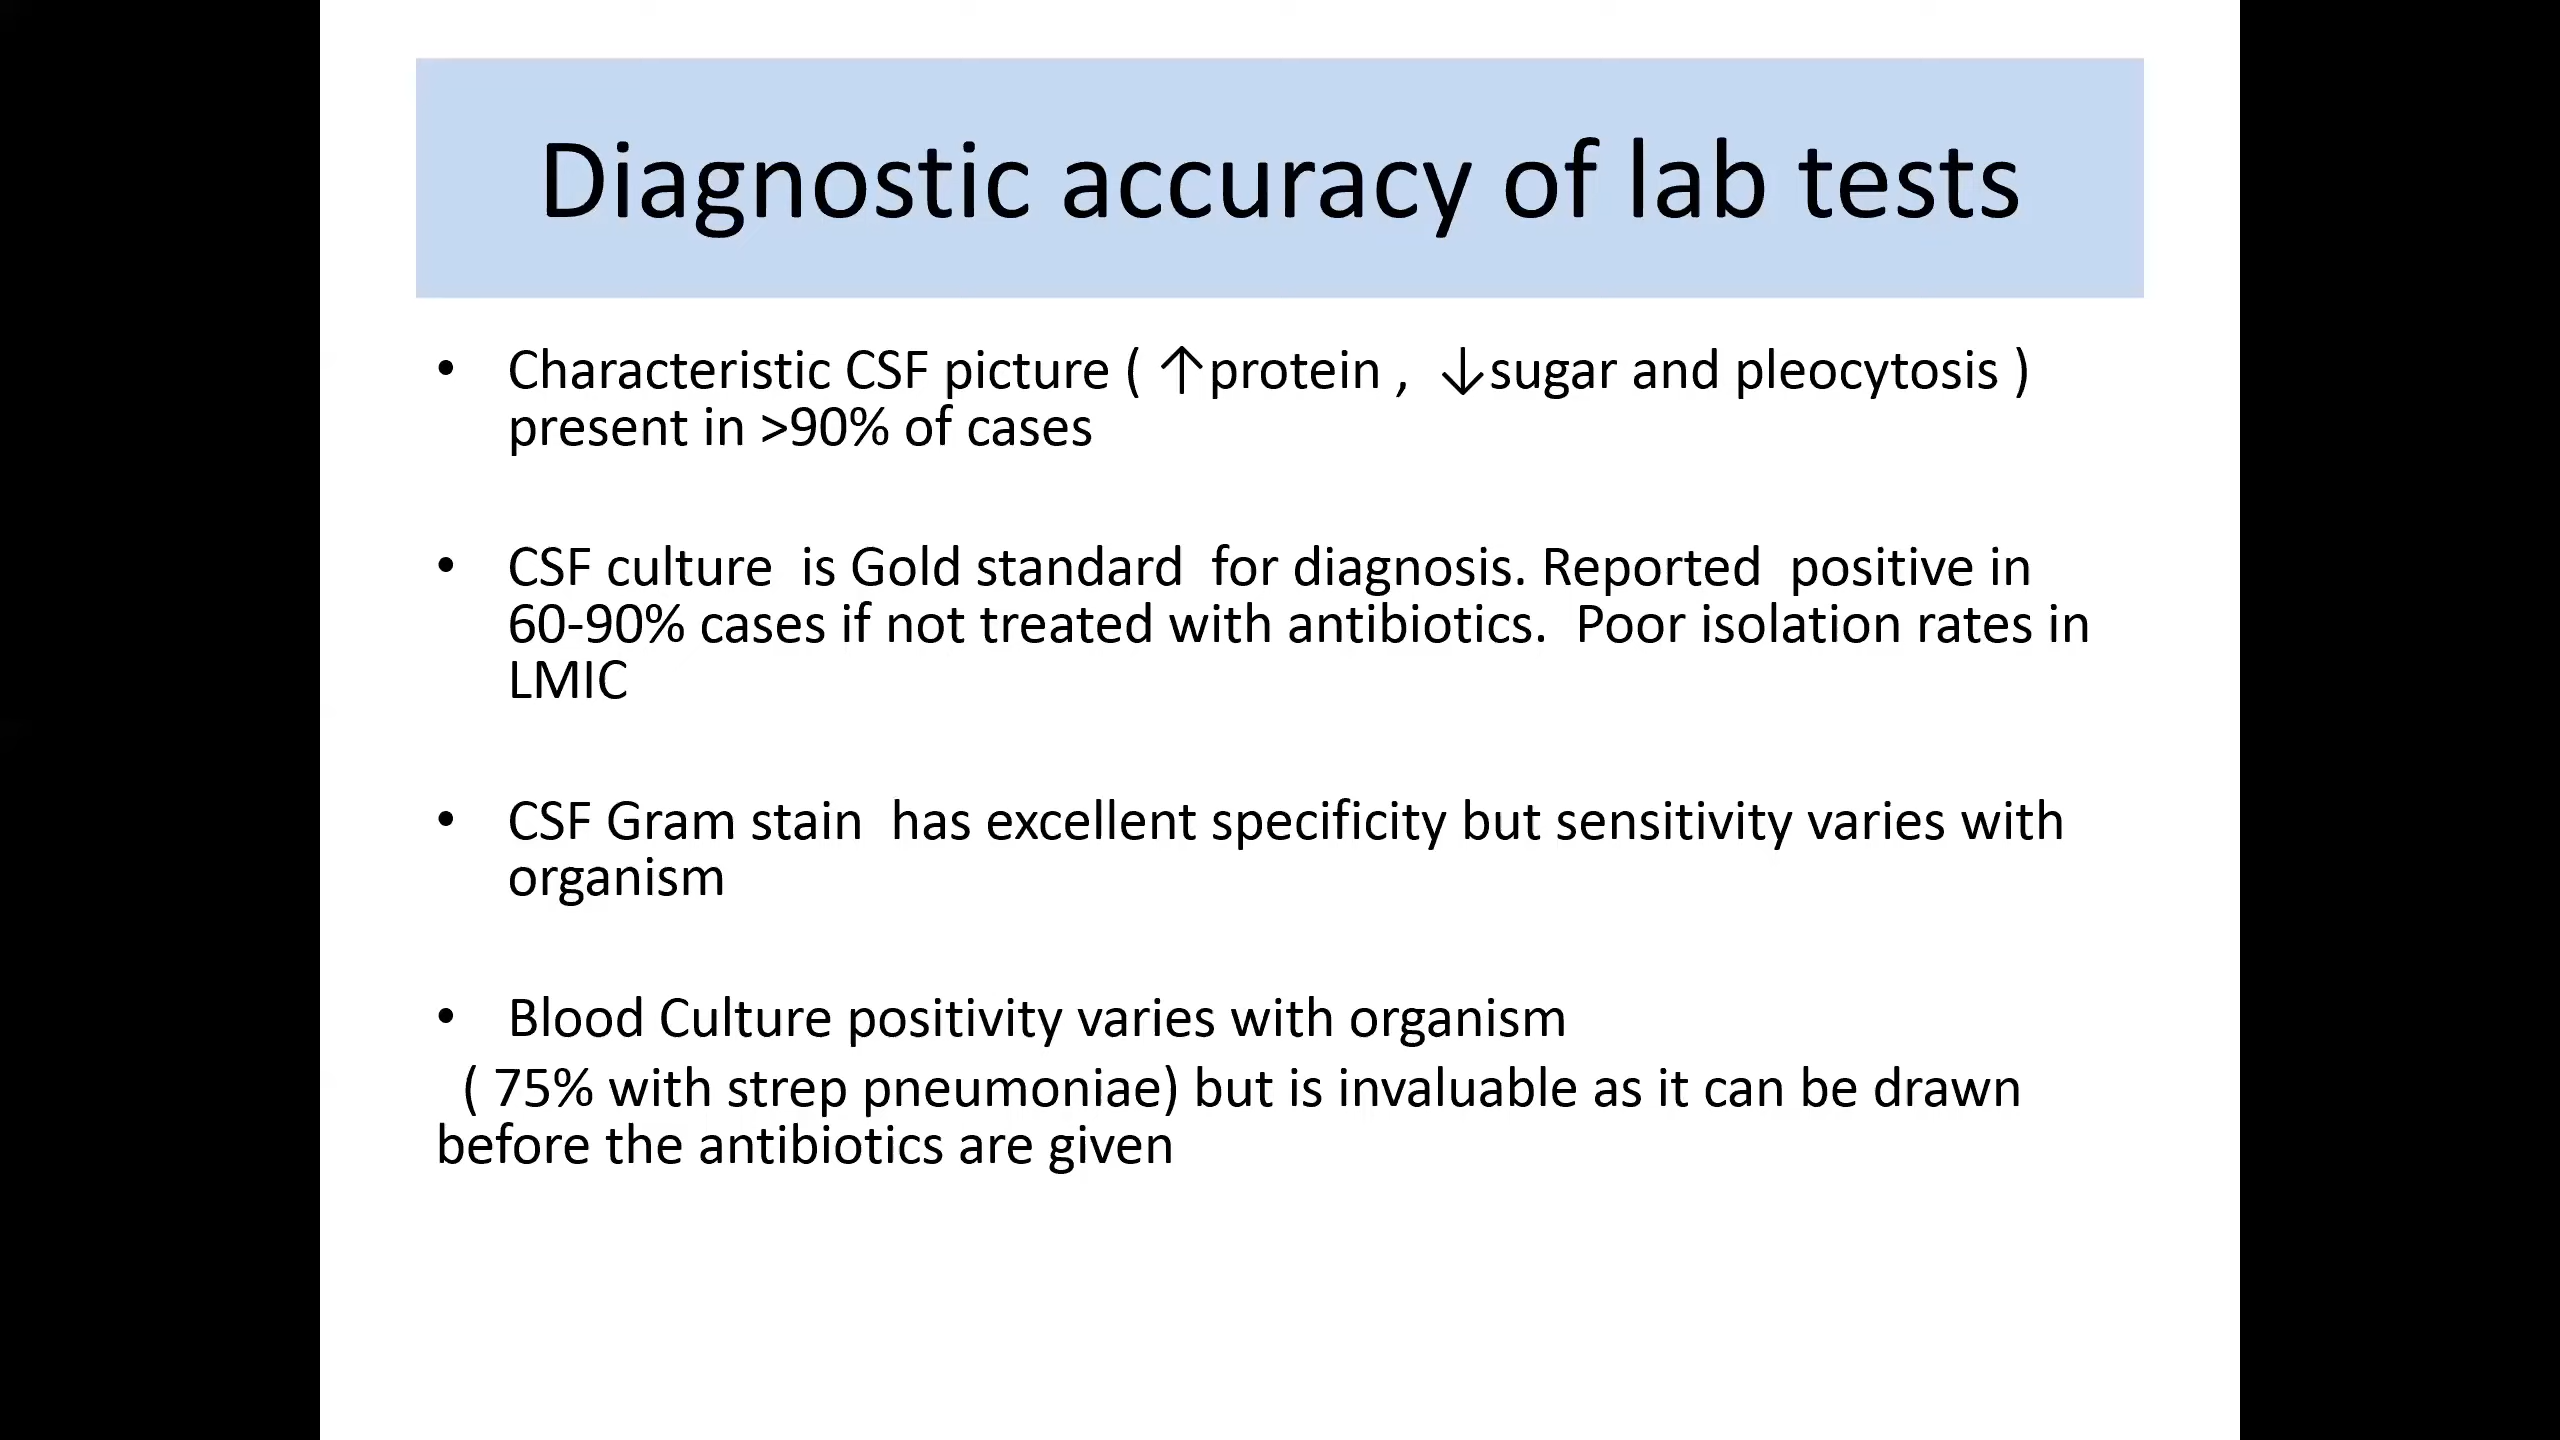 Diagnostic accuracy of lab tests
• Characteristic CSF picture ( ↑protein , ↓sugar and pleocytosis )
present in >90% of cases
• CSF culture is Gold standard for diagnosis. Reported positive in
60-90% cases if not treated with antibiotics. Poor isolation rates in
LMIC
• CSF Gram stain has excellent specificity but sensitivity varies with
organism
• Blood Culture positivity varies with organism
( 75% with strep pneumoniae) but is invaluable as it can be drawn
before the antibiotics are given